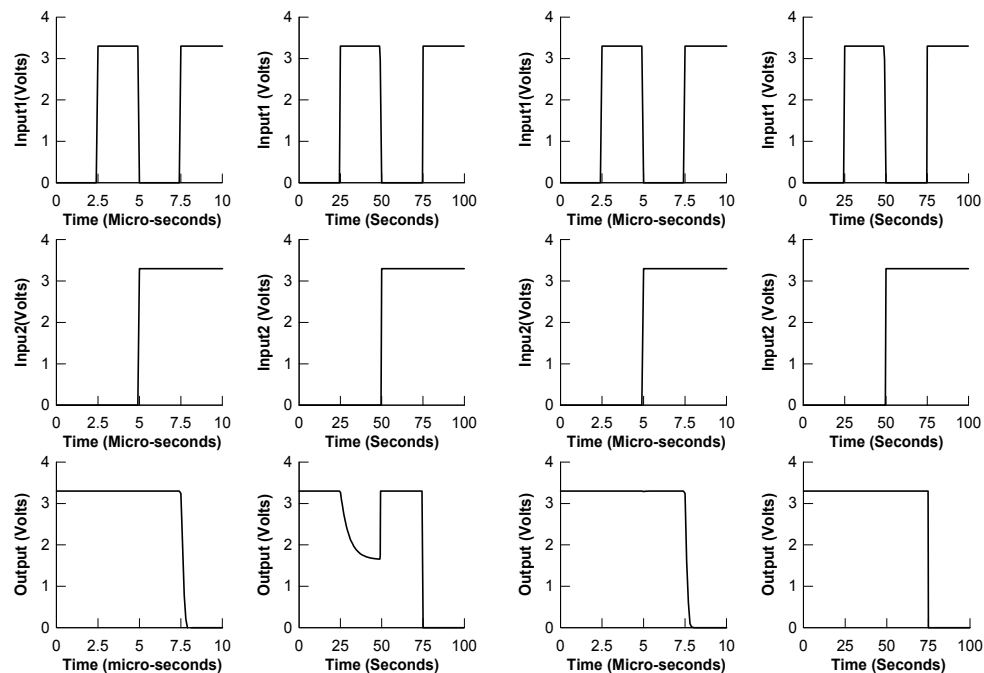 4 4 4 4
3 3 3 3
2 2 2 2
1 1 1 1
0 0 0 0
Input1(Volts) Input1 (Volts) Input1(Volts) Input1 (Volts)
0 2.5 5 7.5 10 0 25 50 75 100 0 2.5 5 7.5 10 0 25 50 75 100
Time (Micro-seconds) Time (Seconds) Time (Micro-seconds) Time (Seconds)
4 4 4 4
3 3 3 3
2 2 2 2
1 1 1 1
0 0 0 0
Inpu2(Volts) Input2 (Volts) Inpu2(Volts) Input2 (Volts)
0 2.5 5 7.5 10 0 25 50 75 100 0 2.5 5 7.5 10 0 25 50 75 100
Time (Micro-seconds) Time (Seconds) Time (Micro-seconds) Time (Seconds)
4 4 4 4
3 3 3 3
2 2 2 2
1 1 1 1
0 0 0 0
Output (Volts) Output (Volts) Output (Volts) Output (Volts)
0 2.5 5 7.5 10 0 25 50 75 100 0 2.5 5 7.5 10 0 25 50 75 100
Time (micro-seconds) Time (Seconds) Time (Micro-seconds) Time (Seconds)